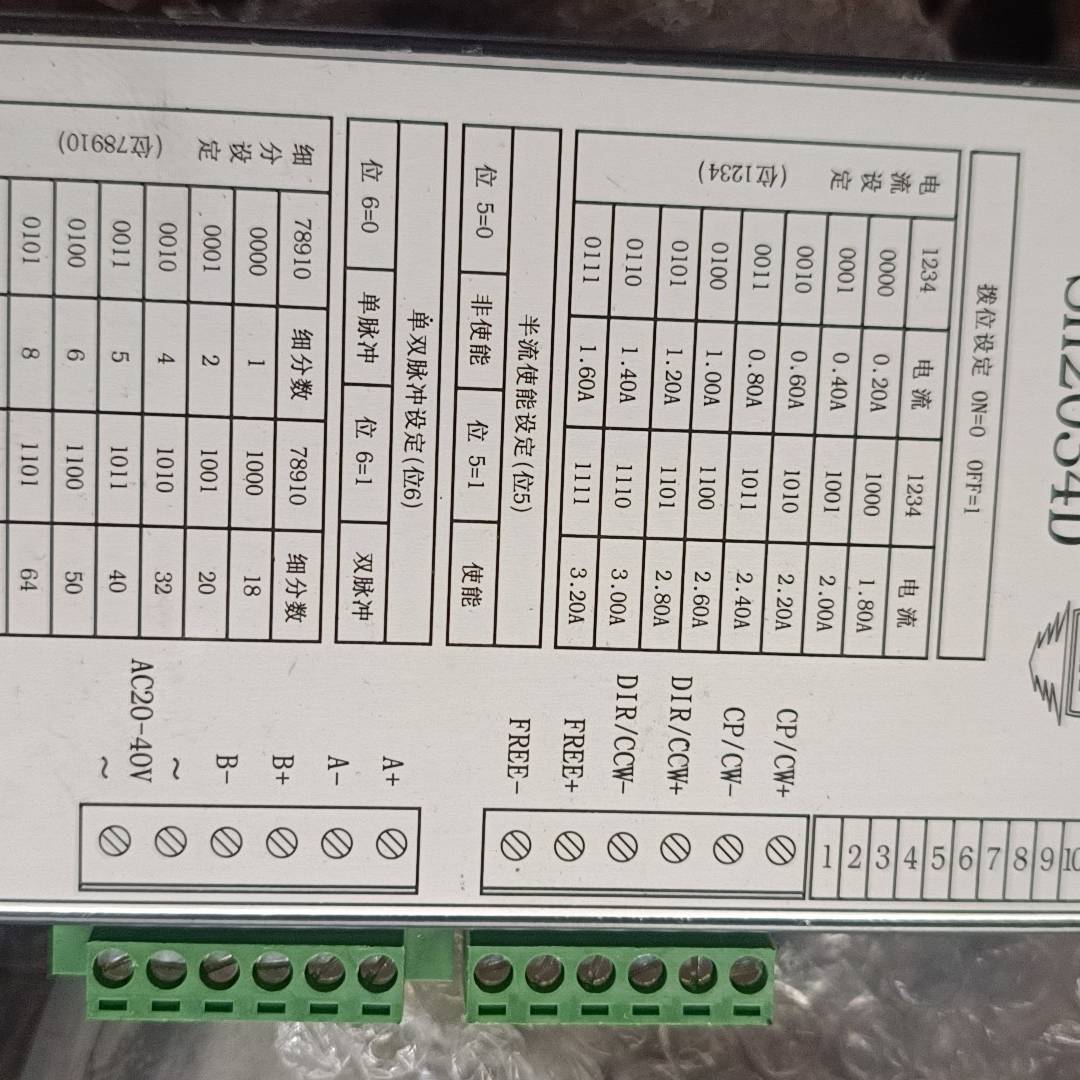 拨位设定 ON=0 OFF=1
电流设定 (位1234)
1234 电流 1234 电流
0000 0.20A 1000 1.80A
0001 0.40A 1001 2.00A
0010 0.60A 1010 2.20A
0011 0.80A 1011 2.40A
0100 1.00A 1100 2.60A
0101 1.20A 1101 2.80A
0110 1.40A 1110 3.00A
0111 1.60A 1111 3.20A
半流使能设定(位5)
位 5=0 非使能 位 5=1 使能
单双脉冲设定(位6)
位 6=0 单脉冲 位 6=1 双脉冲
细分设定 (位78910)
78910 细分数 78910 细分数
0000 1 1000 18
0001 2 1001 20
0010 4 1010 32
0011 5 1011 40
0100 6 1100 50
0101 8 1101 64
10
9
8
7
6
5
4
3
2
1
CP/CW+
CP/CW-
DIR/CCW+
DIR/CCW-
FREE+
FREE-
A+
A-
B+
B-
~
AC20-40V
~